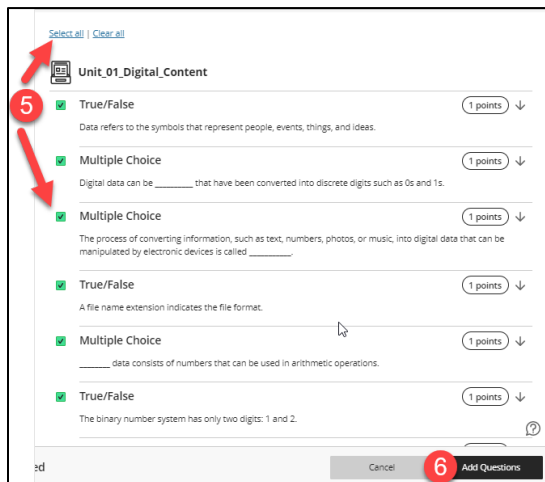 Select all | Clear all
Unit_01_Digital_Content
5
True/False
1 points
Data refers to the symbols that represent people, events, things, and ideas.
Multiple Choice
1 points
Digital data can be ________ that have been converted into discrete digits such as 0s and 1s.
Multiple Choice
1 points
The process of converting information, such as text, numbers, photos, or music, into digital data that can be
manipulated by electronic devices is called ________.
True/False
1 points
A file name extension indicates the file format.
Multiple Choice
1 points
________ data consists of numbers that can be used in arithmetic operations.
True/False
1 points
The binary number system has only two digits: 1 and 2.
ed
Cancel
6
Add Questions